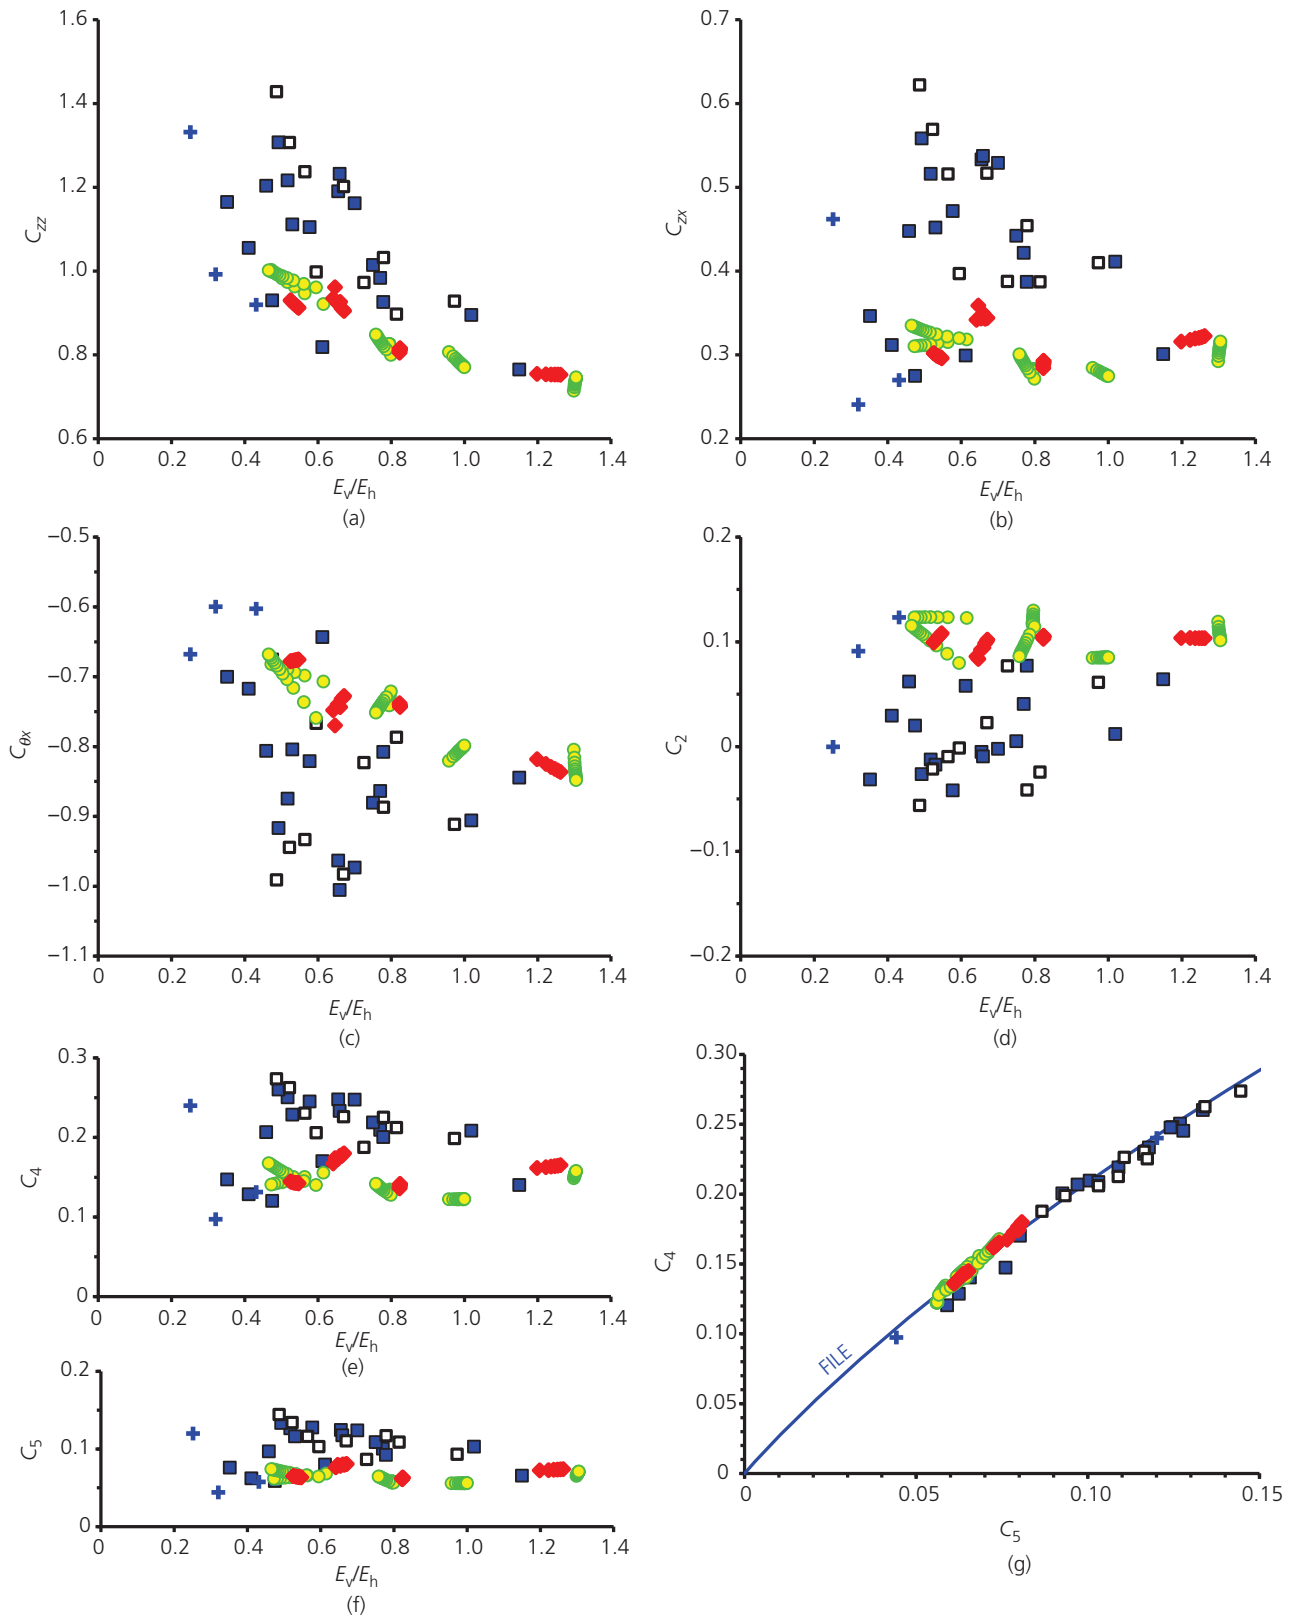 1.6
1.4
1.2
1.0
0.8
0.6
C_zz
0 0.2 0.4 0.6 0.8 1.0 1.2 1.4
E_v/E_h
(a)
0.7
0.6
0.5
0.4
0.3
0.2
C_zx
0 0.2 0.4 0.6 0.8 1.0 1.2 1.4
E_v/E_h
(b)
−0.5
−0.6
−0.7
−0.8
−0.9
−1.0
−1.1
C_θx
0 0.2 0.4 0.6 0.8 1.0 1.2 1.4
E_v/E_h
(c)
0.2
0.1
0
−0.1
−0.2
C_2
0 0.2 0.4 0.6 0.8 1.0 1.2 1.4
E_v/E_h
(d)
0.3
0.2
0.1
0
C_4
0 0.2 0.4 0.6 0.8 1.0 1.2 1.4
E_v/E_h
(e)
0.2
0.1
0
C_5
0 0.2 0.4 0.6 0.8 1.0 1.2 1.4
E_v/E_h
(f)
0.30
0.25
0.20
0.15
0.10
0.05
0
C_4
FILE
0 0.05 0.10 0.15
C_5
(g)